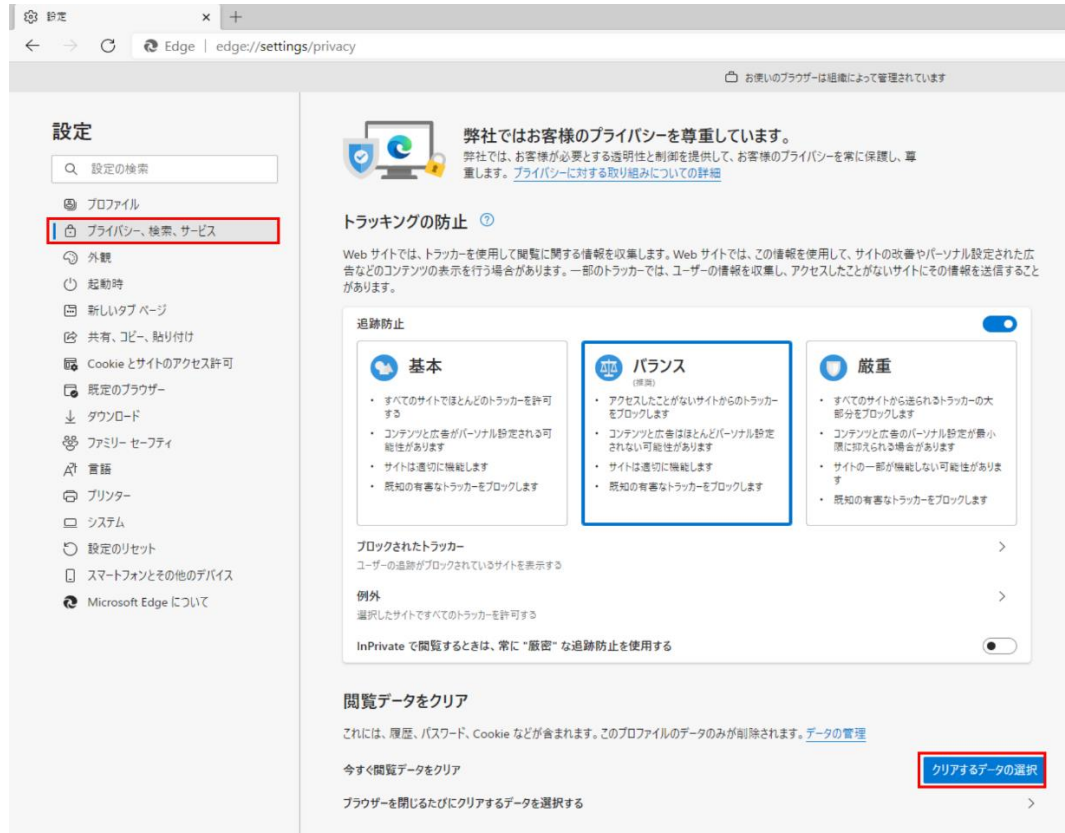 設定
Edge | edge://settings/privacy
お使いのブラウザーは組織によって管理されています
設定
設定の検索
プロファイル
プライバシー、検索、サービス
外観
起動時
新しいタブ ページ
共有、コピー、貼り付け
Cookie とサイトのアクセス許可
既定のブラウザー
ダウンロード
ファミリー セーフティ
言語
プリンター
システム
設定のリセット
スマートフォンとその他のデバイス
Microsoft Edge について
弊社ではお客様のプライバシーを尊重しています。
弊社では、お客様が必要とする透明性と制御を提供して、お客様のプライバシーを常に保護し、尊
重します。プライバシーに対する取り組みについての詳細
トラッキングの防止
Web サイトでは、トラッカーを使用して閲覧に関する情報を収集します。Web サイトでは、この情報を使用して、サイトの改善やパーソナル設定された広
告などのコンテンツの表示を行う場合があります。一部のトラッカーでは、ユーザーの情報を収集し、アクセスしたことがないサイトにその情報を送信すること
があります。
追跡防止
基本
・ すべてのサイトでほとんどのトラッカーを許可
する
・ コンテンツと広告がパーソナル設定される可
能性があります
・ サイトは適切に機能します
・ 既知の有害なトラッカーをブロックします
バランス
(推奨)
・ アクセスしたことがないサイトからのトラッカー
をブロックします
・ コンテンツと広告はほとんどパーソナル設定
されない可能性があります
・ サイトは適切に機能します
・ 既知の有害なトラッカーをブロックします
厳重
・ すべてのサイトから送られるトラッカーの大
部分をブロックします
・ コンテンツと広告のパーソナル設定が最小
限に抑えられる場合があります
・ サイトの一部が機能しない可能性がありま
す
・ 既知の有害なトラッカーをブロックします
ブロックされたトラッカー
ユーザーの追跡がブロックされているサイトを表示する
例外
選択したサイトですべてのトラッカーを許可する
InPrivate で閲覧するときは、常に "厳密" な追跡防止を使用する
閲覧データをクリア
これには、履歴、パスワード、Cookie などが含まれます。このプロファイルのデータのみが削除されます。データの管理
今すぐ閲覧データをクリア
クリアするデータの選択
ブラウザーを閉じるたびにクリアするデータを選択する